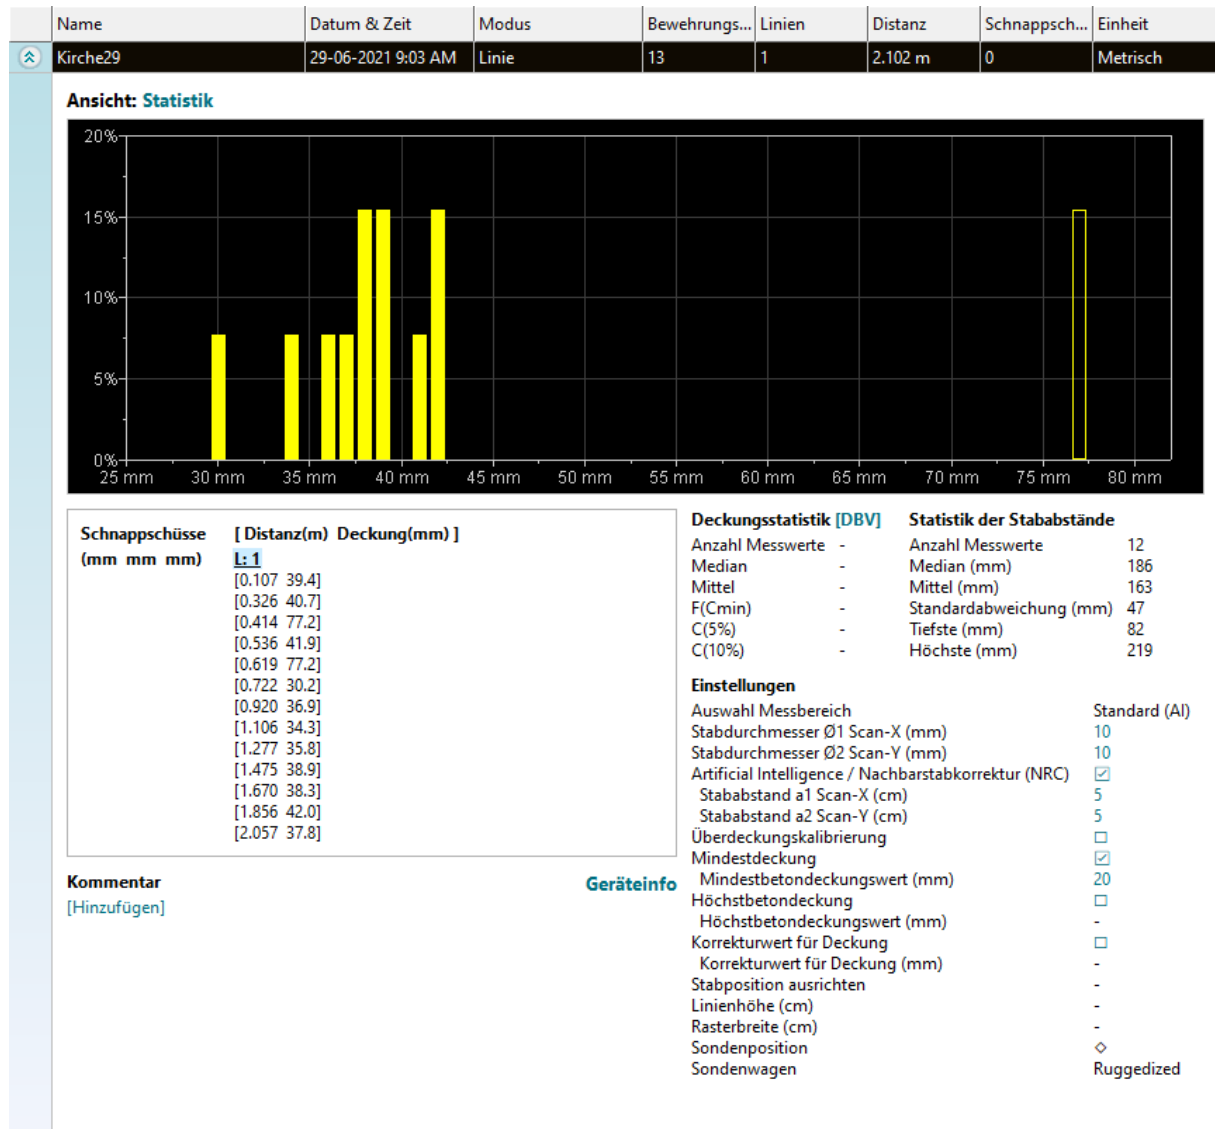 Name Datum & Zeit Modus Bewehrungs... Linien Distanz Schnappsch... Einheit
Kirche29 29-06-2021 9:03 AM Linie 13 1 2.102 m 0 Metrisch
Ansicht: Statistik
20%
15%
10%
5%
0%
25 mm 30 mm 35 mm 40 mm 45 mm 50 mm 55 mm 60 mm 65 mm 70 mm 75 mm 80 mm
Schnappschüsse [ Distanz(m) Deckung(mm) ]
(mm mm mm) L: 1
[0.107 39.4]
[0.326 40.7]
[0.414 77.2]
[0.536 41.9]
[0.619 77.2]
[0.722 30.2]
[0.920 36.9]
[1.106 34.3]
[1.277 35.8]
[1.475 38.9]
[1.670 38.3]
[1.856 42.0]
[2.057 37.8]
Kommentar Geräteinfo
[Hinzufügen]
Deckungsstatistik [DBV]
Anzahl Messwerte -
Median -
Mittel -
F(Cmin) -
C(5%) -
C(10%) -
Statistik der Stababstände
Anzahl Messwerte 12
Median (mm) 186
Mittel (mm) 163
Standardabweichung (mm) 47
Tiefste (mm) 82
Höchste (mm) 219
Einstellungen
Auswahl Messbereich Standard (AI)
Stabdurchmesser Ø1 Scan-X (mm) 10
Stabdurchmesser Ø2 Scan-Y (mm) 10
Artificial Intelligence / Nachbarstabkorrektur (NRC) ☑
Stababstand a1 Scan-X (cm) 5
Stababstand a2 Scan-Y (cm) 5
Überdeckungskalibrierung ☐
Mindestdeckung ☑
Mindestbetondeckungswert (mm) 20
Höchstbetondeckung ☐
Höchstbetondeckungswert (mm) -
Korrekturwert für Deckung ☐
Korrekturwert für Deckung (mm) -
Stabposition ausrichten -
Linienhöhe (cm) -
Rasterbreite (cm) -
Sondenposition ◇
Sondenwagen Ruggedized